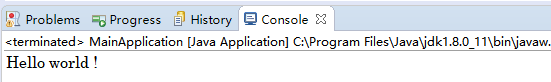 Problems Progress History Console
<terminated> MainApplication [Java Application] C:\Program Files\Java\jdk1.8.0_11\bin\javaw.
Hello world !